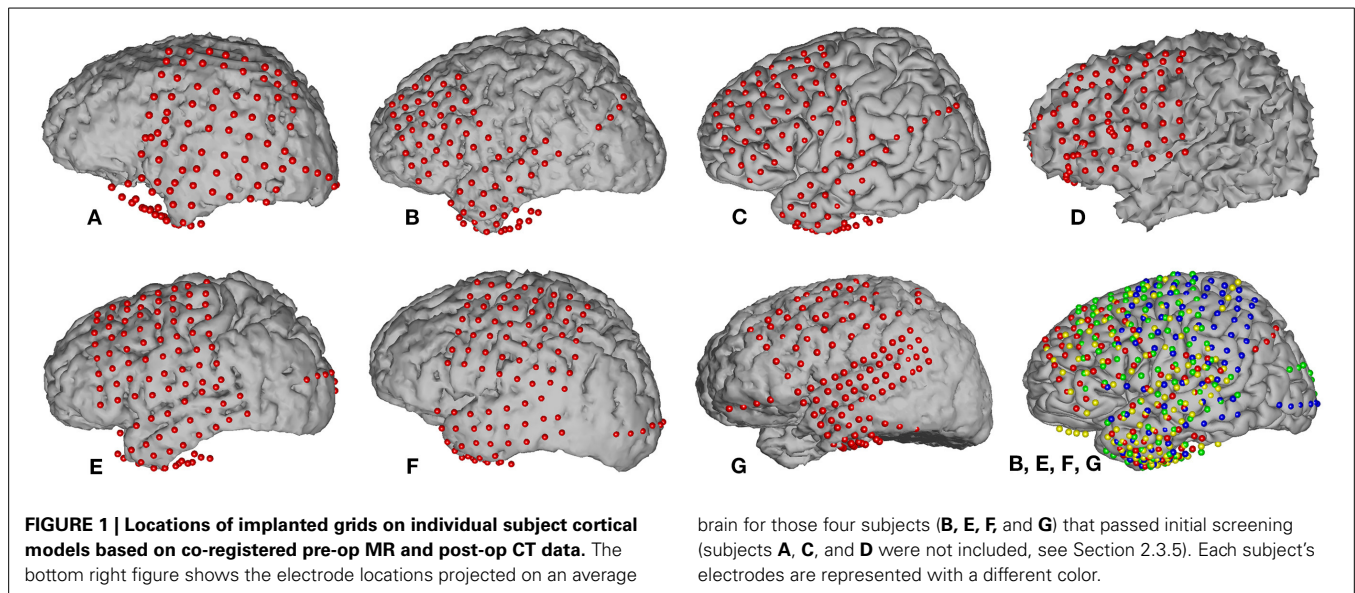 A
B
C
D
E
F
G
B, E, F, G
FIGURE 1 | Locations of implanted grids on individual subject cortical
models based on co-registered pre-op MR and post-op CT data. The
bottom right figure shows the electrode locations projected on an average
brain for those four subjects (B, E, F, and G) that passed initial screening
(subjects A, C, and D were not included, see Section 2.3.5). Each subject's
electrodes are represented with a different color.